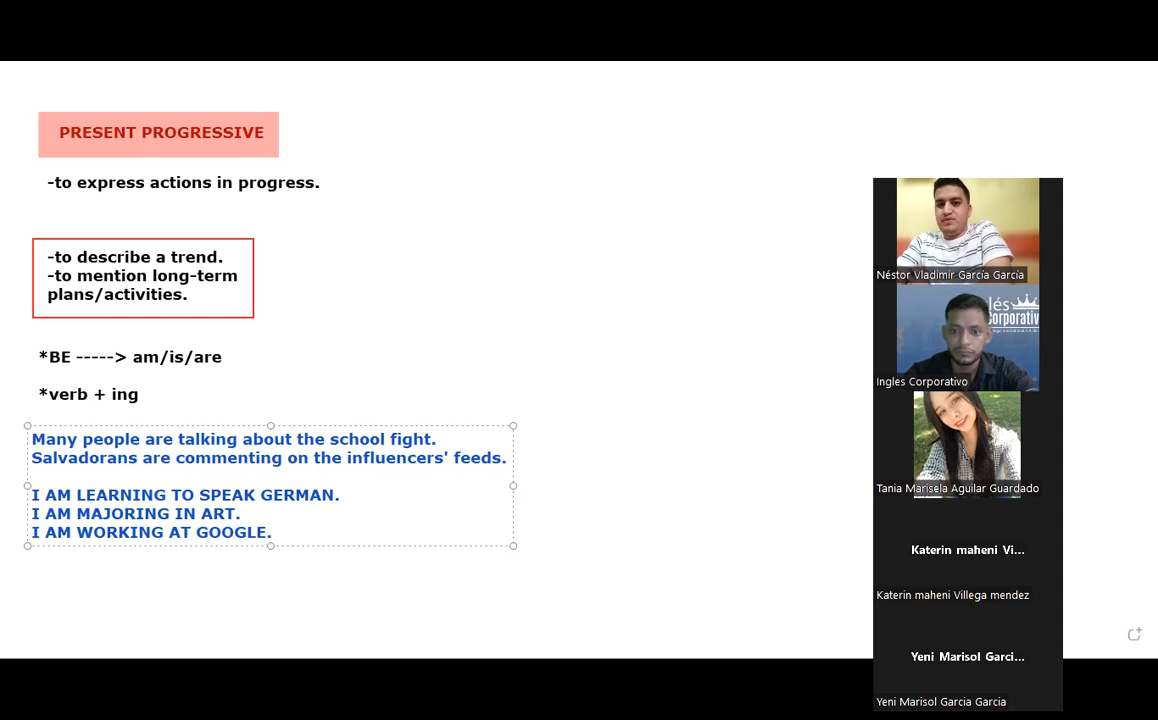 PRESENT PROGRESSIVE
-to express actions in progress.
-to describe a trend.
-to mention long-term
plans/activities.
*BE -----> am/is/are
*verb + ing
Many people are talking about the school fight.
Salvadorans are commenting on the influencers' feeds.
I AM LEARNING TO SPEAK GERMAN.
I AM MAJORING IN ART.
I AM WORKING AT GOOGLE.
Néstor Vladimir García García
Ingles Corporativo
Tania Marisela Aguilar Guardado
Katerin maheni Vi...
Katerin maheni Villega mendez
Yeni Marisol Garci...
Yeni Marisol Garcia Garcia